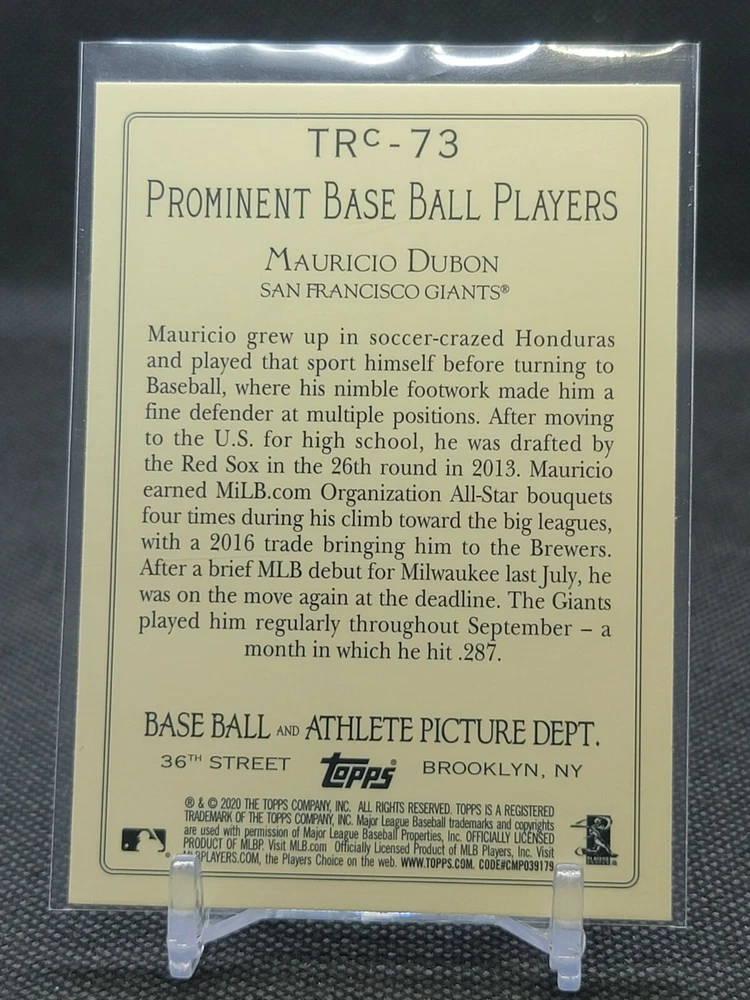 TRC-73
PROMINENT BASE BALL PLAYERS
MAURICIO DUBON
SAN FRANCISCO GIANTS®
Mauricio grew up in soccer-crazed Honduras
and played that sport himself before turning to
Baseball, where his nimble footwork made him a
fine defender at multiple positions. After moving
to the U.S. for high school, he was drafted by
the Red Sox in the 26th round in 2013. Mauricio
earned MiLB.com Organization All-Star bouquets
four times during his climb toward the big leagues,
with a 2016 trade bringing him to the Brewers.
After a brief MLB debut for Milwaukee last July, he
was on the move again at the deadline. The Giants
played him regularly throughout September – a
month in which he hit .287.
BASE BALL AND ATHLETE PICTURE DEPT.
36TH STREET Topps® BROOKLYN, NY
® & © 2020 THE TOPPS COMPANY, INC. ALL RIGHTS RESERVED. TOPPS IS A REGISTERED
TRADEMARK OF THE TOPPS COMPANY, INC. Major League Baseball trademarks and copyrights
are used with permission of Major League Baseball Properties, Inc. OFFICIALLY LICENSED
PRODUCT OF MLBP. Visit MLB.com Officially Licensed Product of MLB Players, Inc. Visit
MLBPLAYERS.COM, the Players Choice on the web. WWW.TOPPS.COM. CODE#CMP039179